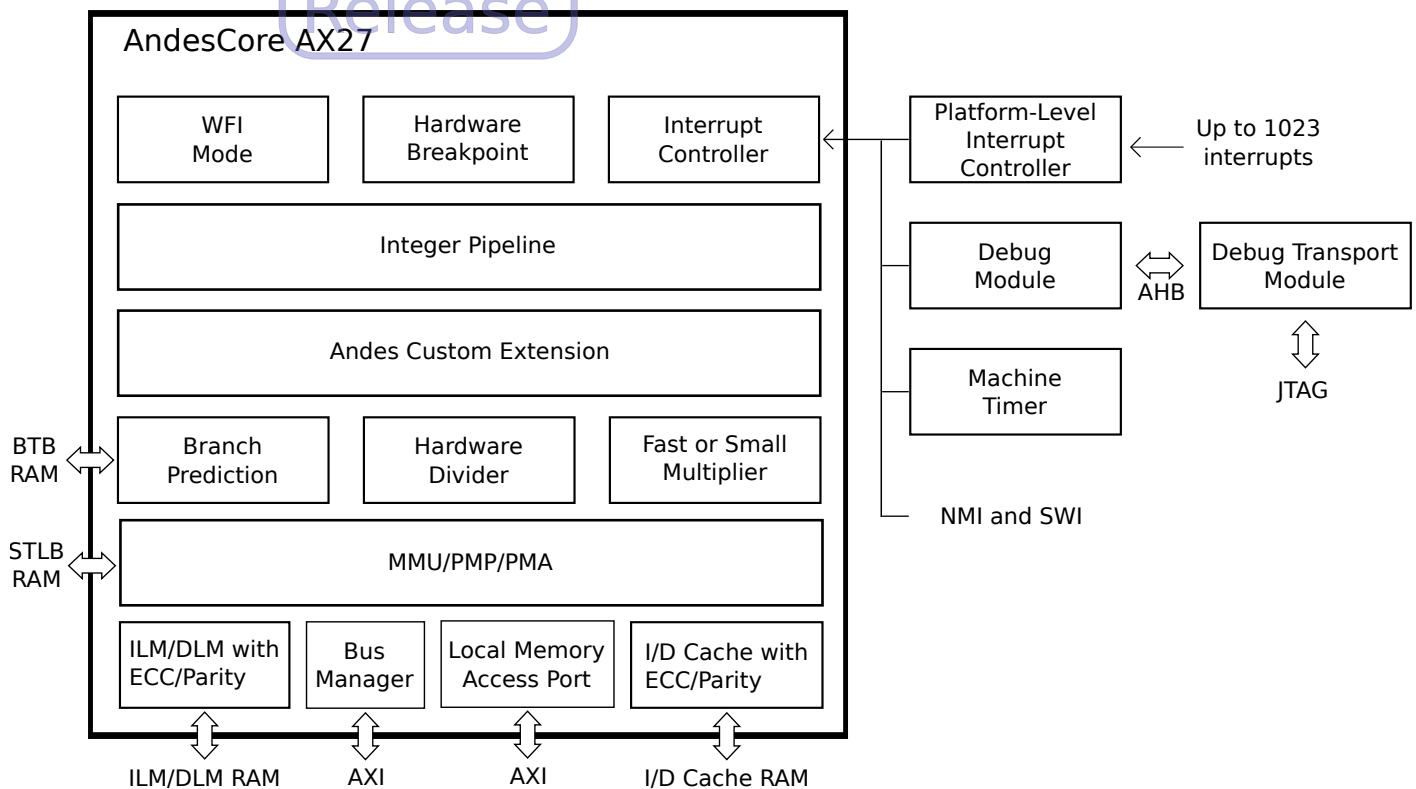 Release
AndesCore AX27
WFI
Mode
Hardware
Breakpoint
Interrupt
Controller
Platform-Level
Interrupt
Controller
Up to 1023
interrupts
Integer Pipeline
Debug
Module
AHB
Debug Transport
Module
JTAG
Andes Custom Extension
Machine
Timer
BTB
RAM
Branch
Prediction
Hardware
Divider
Fast or Small
Multiplier
NMI and SWI
STLB
RAM
MMU/PMP/PMA
ILM/DLM with
ECC/Parity
Bus
Manager
Local Memory
Access Port
I/D Cache with
ECC/Parity
ILM/DLM RAM
AXI
AXI
I/D Cache RAM